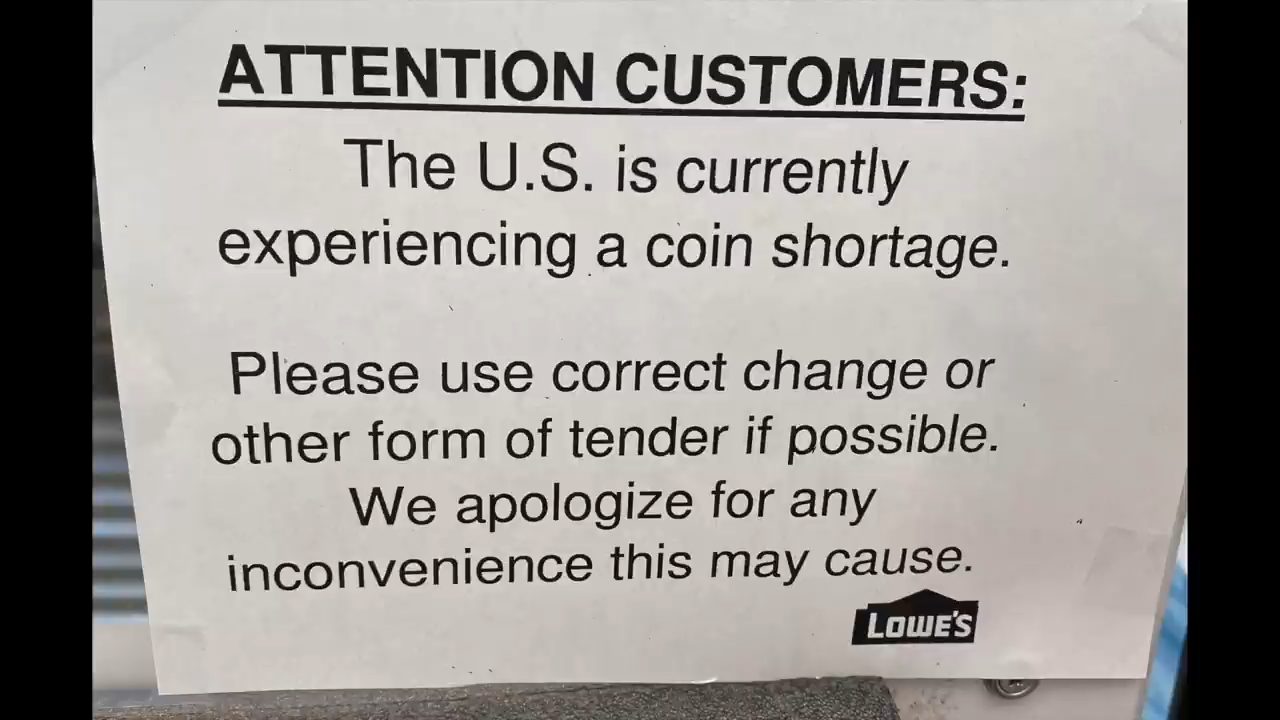 ATTENTION CUSTOMERS:
The U.S. is currently
experiencing a coin shortage.
Please use correct change or
other form of tender if possible.
We apologize for any
inconvenience this may cause.
LOWE'S